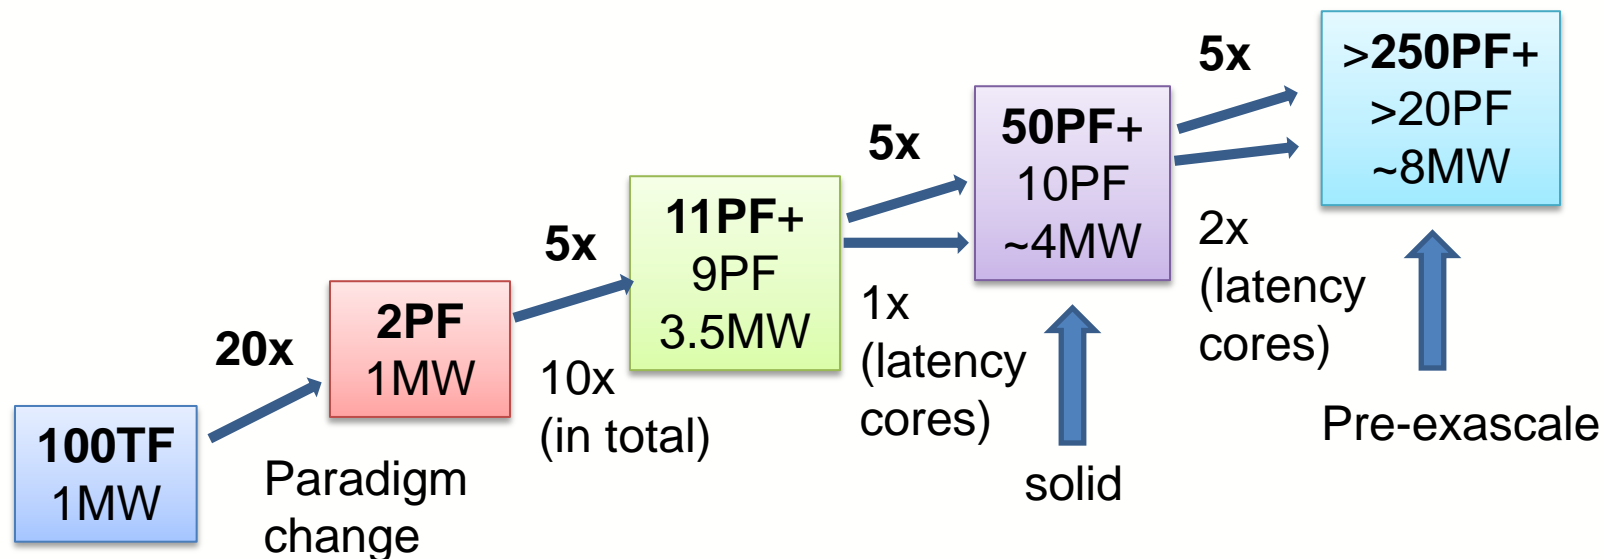 100TF
1MW
20x
Paradigm
change
2PF
1MW
5x
10x
(in total)
11PF+
9PF
3.5MW
5x
1x
(latency
cores)
50PF+
10PF
~4MW
solid
5x
2x
(latency
cores)
>250PF+
>20PF
~8MW
Pre-exascale